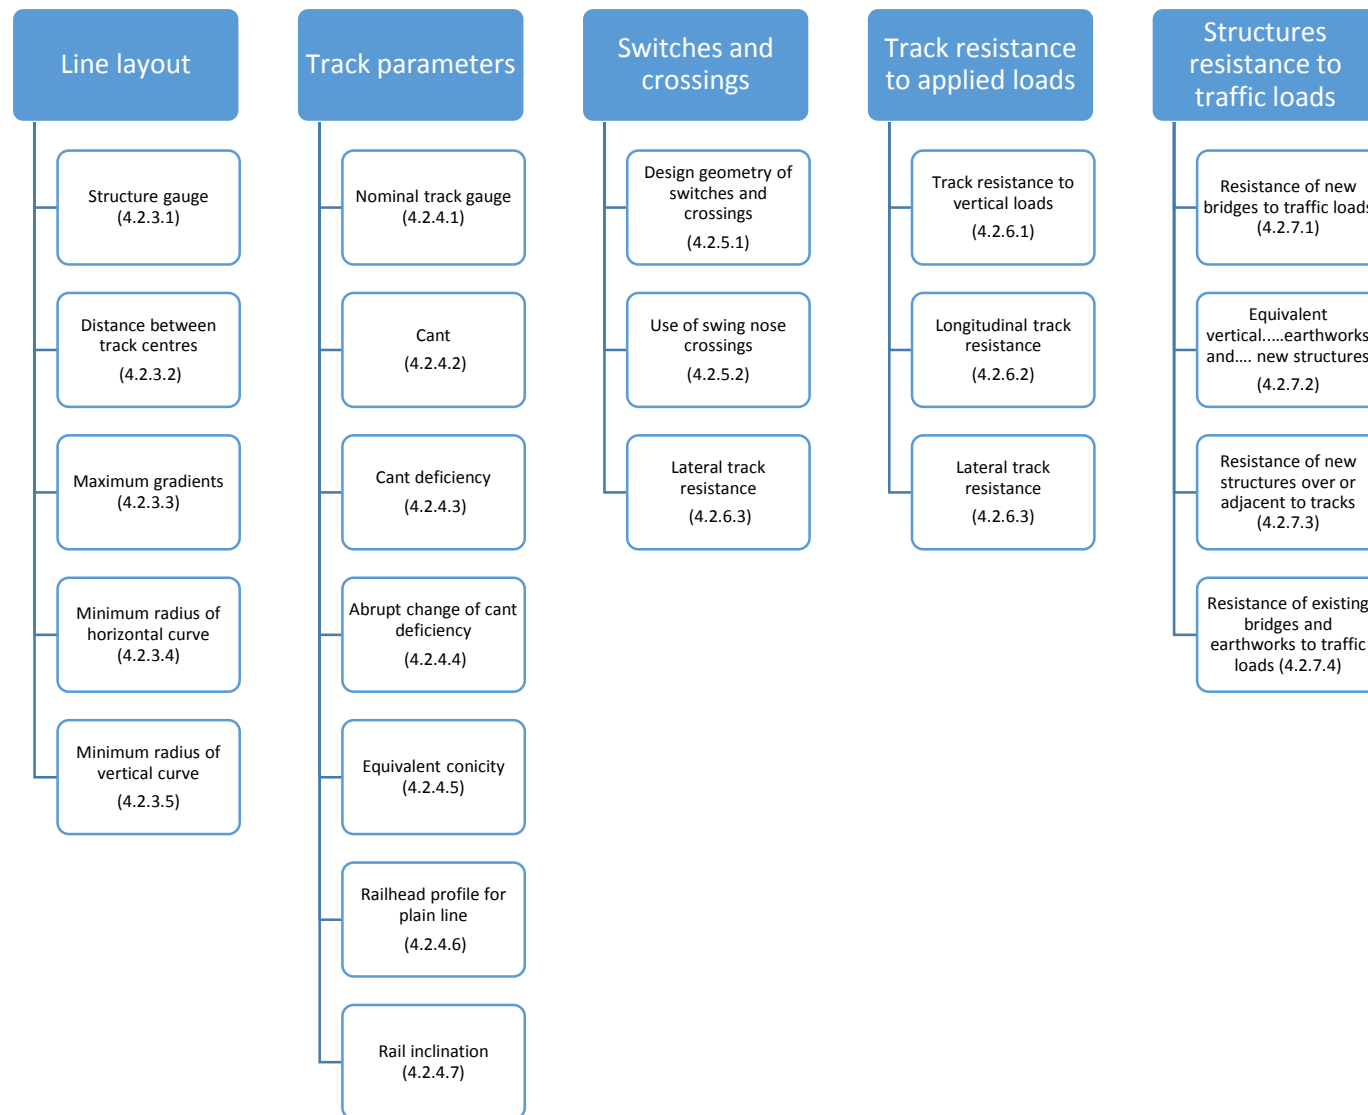 Line layout
Structure gauge
(4.2.3.1)
Distance between
track centres
(4.2.3.2)
Maximum gradients
(4.2.3.3)
Minimum radius of
horizontal curve
(4.2.3.4)
Minimum radius of
vertical curve
(4.2.3.5)
Track parameters
Nominal track gauge
(4.2.4.1)
Cant
(4.2.4.2)
Cant deficiency
(4.2.4.3)
Abrupt change of cant
deficiency
(4.2.4.4)
Equivalent conicity
(4.2.4.5)
Railhead profile for
plain line
(4.2.4.6)
Rail inclination
(4.2.4.7)
Switches and
crossings
Design geometry of
switches and
crossings
(4.2.5.1)
Use of swing nose
crossings
(4.2.5.2)
Lateral track
resistance
(4.2.6.3)
Track resistance
to applied loads
Track resistance to
vertical loads
(4.2.6.1)
Longitudinal track
resistance
(4.2.6.2)
Lateral track
resistance
(4.2.6.3)
Structures
resistance to
traffic loads
Resistance of new
bridges to traffic loads
(4.2.7.1)
Equivalent
vertical.....earthworks
and.... new structures
(4.2.7.2)
Resistance of new
structures over or
adjacent to tracks
(4.2.7.3)
Resistance of existing
bridges and
earthworks to traffic
loads (4.2.7.4)